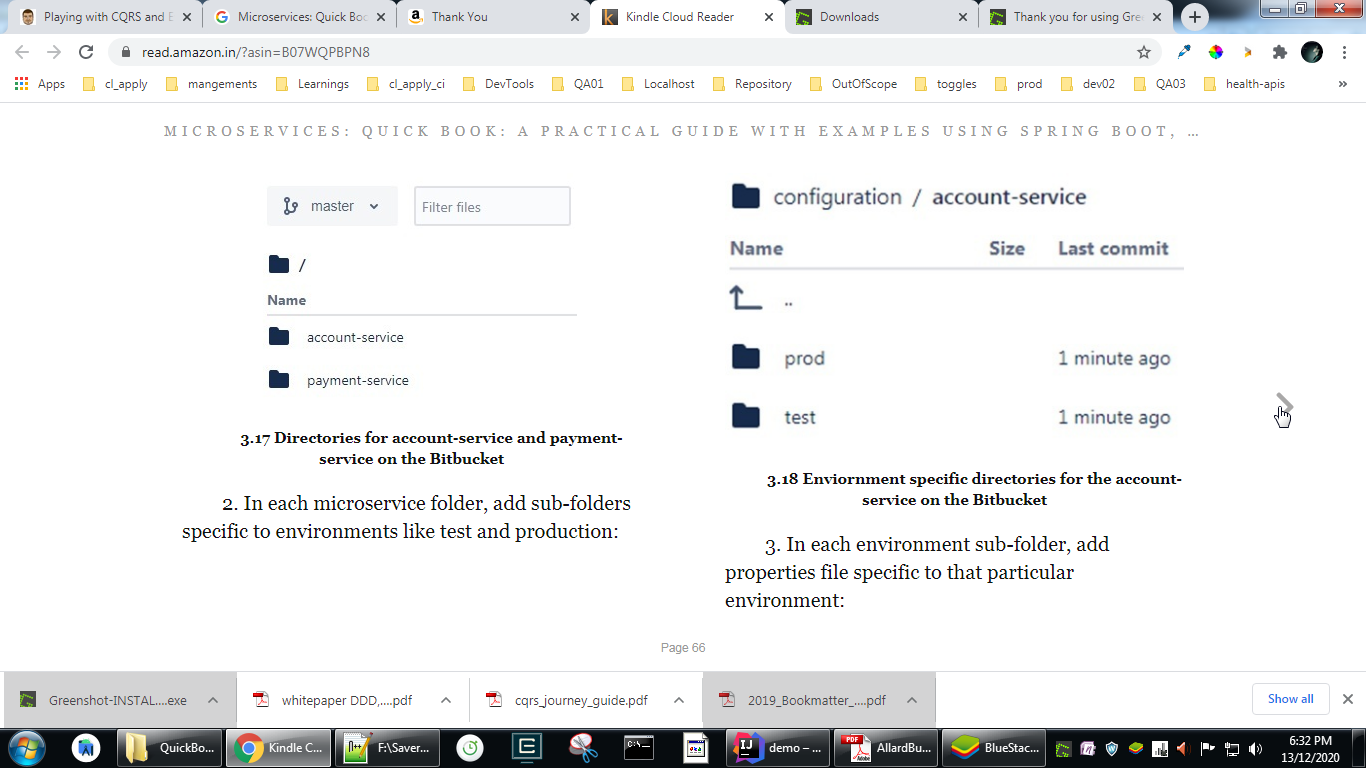 Playing with CQRS and E
Microservices: Quick Boo
Thank You
Kindle Cloud Reader
Downloads
Thank you for using Gre
read.amazon.in/?asin=B07WQPBPN8
Apps
cl_apply
mangements
Learnings
cl_apply_ci
DevTools
QA01
Localhost
Repository
OutOfScope
toggles
prod
dev02
QA03
health-apis
»
MICROSERVICES: QUICK BOOK: A PRACTICAL GUIDE WITH EXAMPLES USING SPRING BOOT, …
master
Filter files
/
Name
account-service
payment-service
3.17 Directories for account-service and payment-
service on the Bitbucket
2. In each microservice folder, add sub-folders
specific to environments like test and production:
configuration / account-service
Name Size Last commit
..
prod 1 minute ago
test 1 minute ago
3.18 Enviornment specific directories for the account-
service on the Bitbucket
3. In each environment sub-folder, add
properties file specific to that particular
environment:
Page 66
Greenshot-INSTAL....exe
whitepaper DDD,....pdf
cqrs_journey_guide.pdf
2019_Bookmatter_....pdf
Show all
QuickBo...
Kindle C...
F:\Saver...
demo – ...
AllardBu...
BlueStac...
6:32 PM
13/12/2020